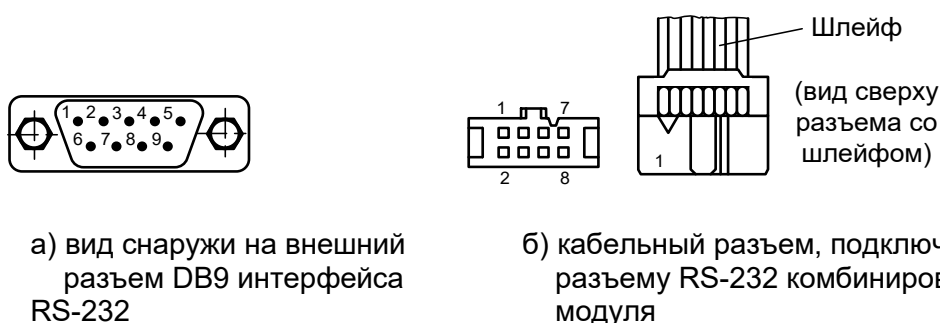 Шлейф
(вид сверху
разъема со
шлейфом)
1 2 3 4 5
6 7 8 9
1 7
2 8
1
а) вид снаружи на внешний
разъем DB9 интерфейса
RS-232
б) кабельный разъем, подключ
разъему RS-232 комбиниров
модуля